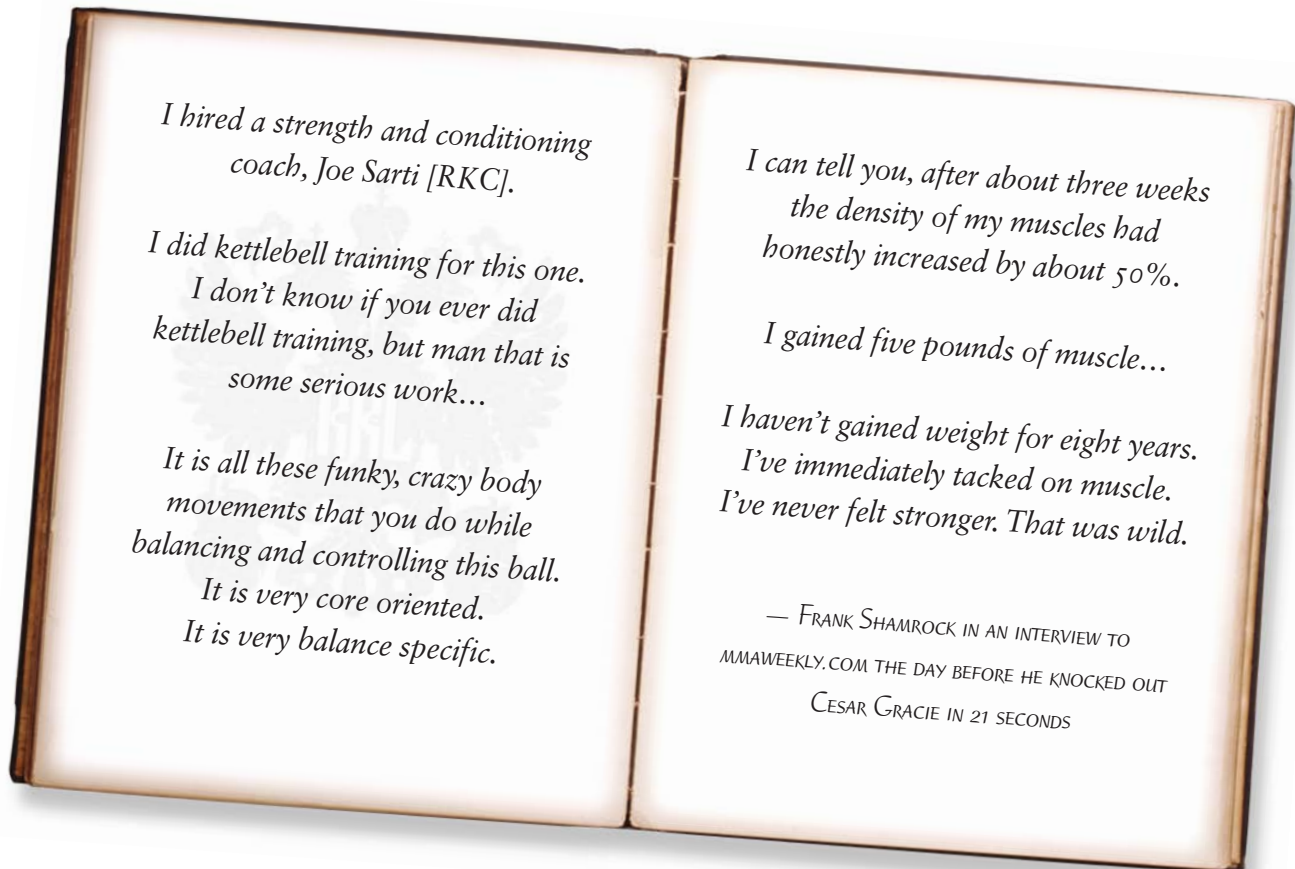 I hired a strength and conditioning
coach, Joe Sarti [RKC].
I did kettlebell training for this one.
I don't know if you ever did
kettlebell training, but man that is
some serious work…
It is all these funky, crazy body
movements that you do while
balancing and controlling this ball.
It is very core oriented.
It is very balance specific.
I can tell you, after about three weeks
the density of my muscles had
honestly increased by about 50%.
I gained five pounds of muscle…
I haven't gained weight for eight years.
I've immediately tacked on muscle.
I've never felt stronger. That was wild.
— Frank Shamrock in an interview to
mmaweekly.com the day before he knocked out
Cesar Gracie in 21 seconds